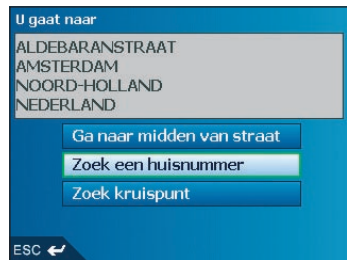 U gaat naar
ALDEBARANSTRAAT
AMSTERDAM
NOORD-HOLLAND
NEDERLAND
Ga naar midden van straat
Zoek een huisnummer
Zoek kruispunt
ESC